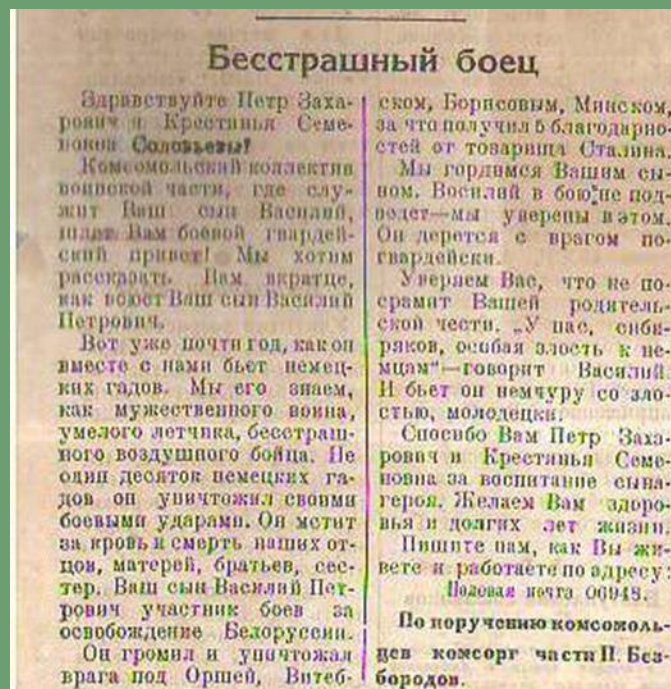 Бесстрашный боец
Здравствуйте Петр Заха-
рович и Крестинья Семе-
новна Соловьевы!
Комсомольский коллектив
воинской части, где слу-
жит Ваш сын Василий,
шлет Вам боевой гвардей-
ский привет! Мы хотим
рассказать Вам вкратце,
как воюет Ваш сын Василий
Петрович.
Вот уже почти год, как он
вместе с нами бьет немец-
ких гадов. Мы его знаем,
как мужественного воина,
умелого летчика, бесстраш-
ного воздушного бойца. Не
один десяток немецких га-
дов он уничтожил своими
боевыми ударами. Он мстит
за кровь и смерть наших от-
цов, матерей, братьев, сес-
тер. Ваш сын Василий Пет-
рович участник боев за
освобождение Белоруссии.
Он громил и уничтожал
врага под Оршей, Витеб-
ском, Борисовым, Минском,
за что получил 5 благодарно-
стей от товарища Сталина.
Мы гордимся Вашим сы-
ном. Восилий в бою не под-
ведет—мы уверены в этом.
Он дерется с врагом по
гвардейски.
Уверяем Вас, что не по-
срамит Вашей родитель-
ской чести. „У нас, сиби-
ряков, особая злость к не-
мцам“—говорит Василий.
И бьет он немчуру со зло-
стью, молодецки.
Спосибо Вам Петр Заха-
рович и Крестинья Семе-
новна за воспитание сына-
героя. Желаем Вам здоро-
вья и долгих лет жизни.
Пишите нам, как Вы жи-
вете и работаете по адресу:
Полевая почта 06948.
По поручению комсомоль-
цев комсорг части П. Без-
бородов.